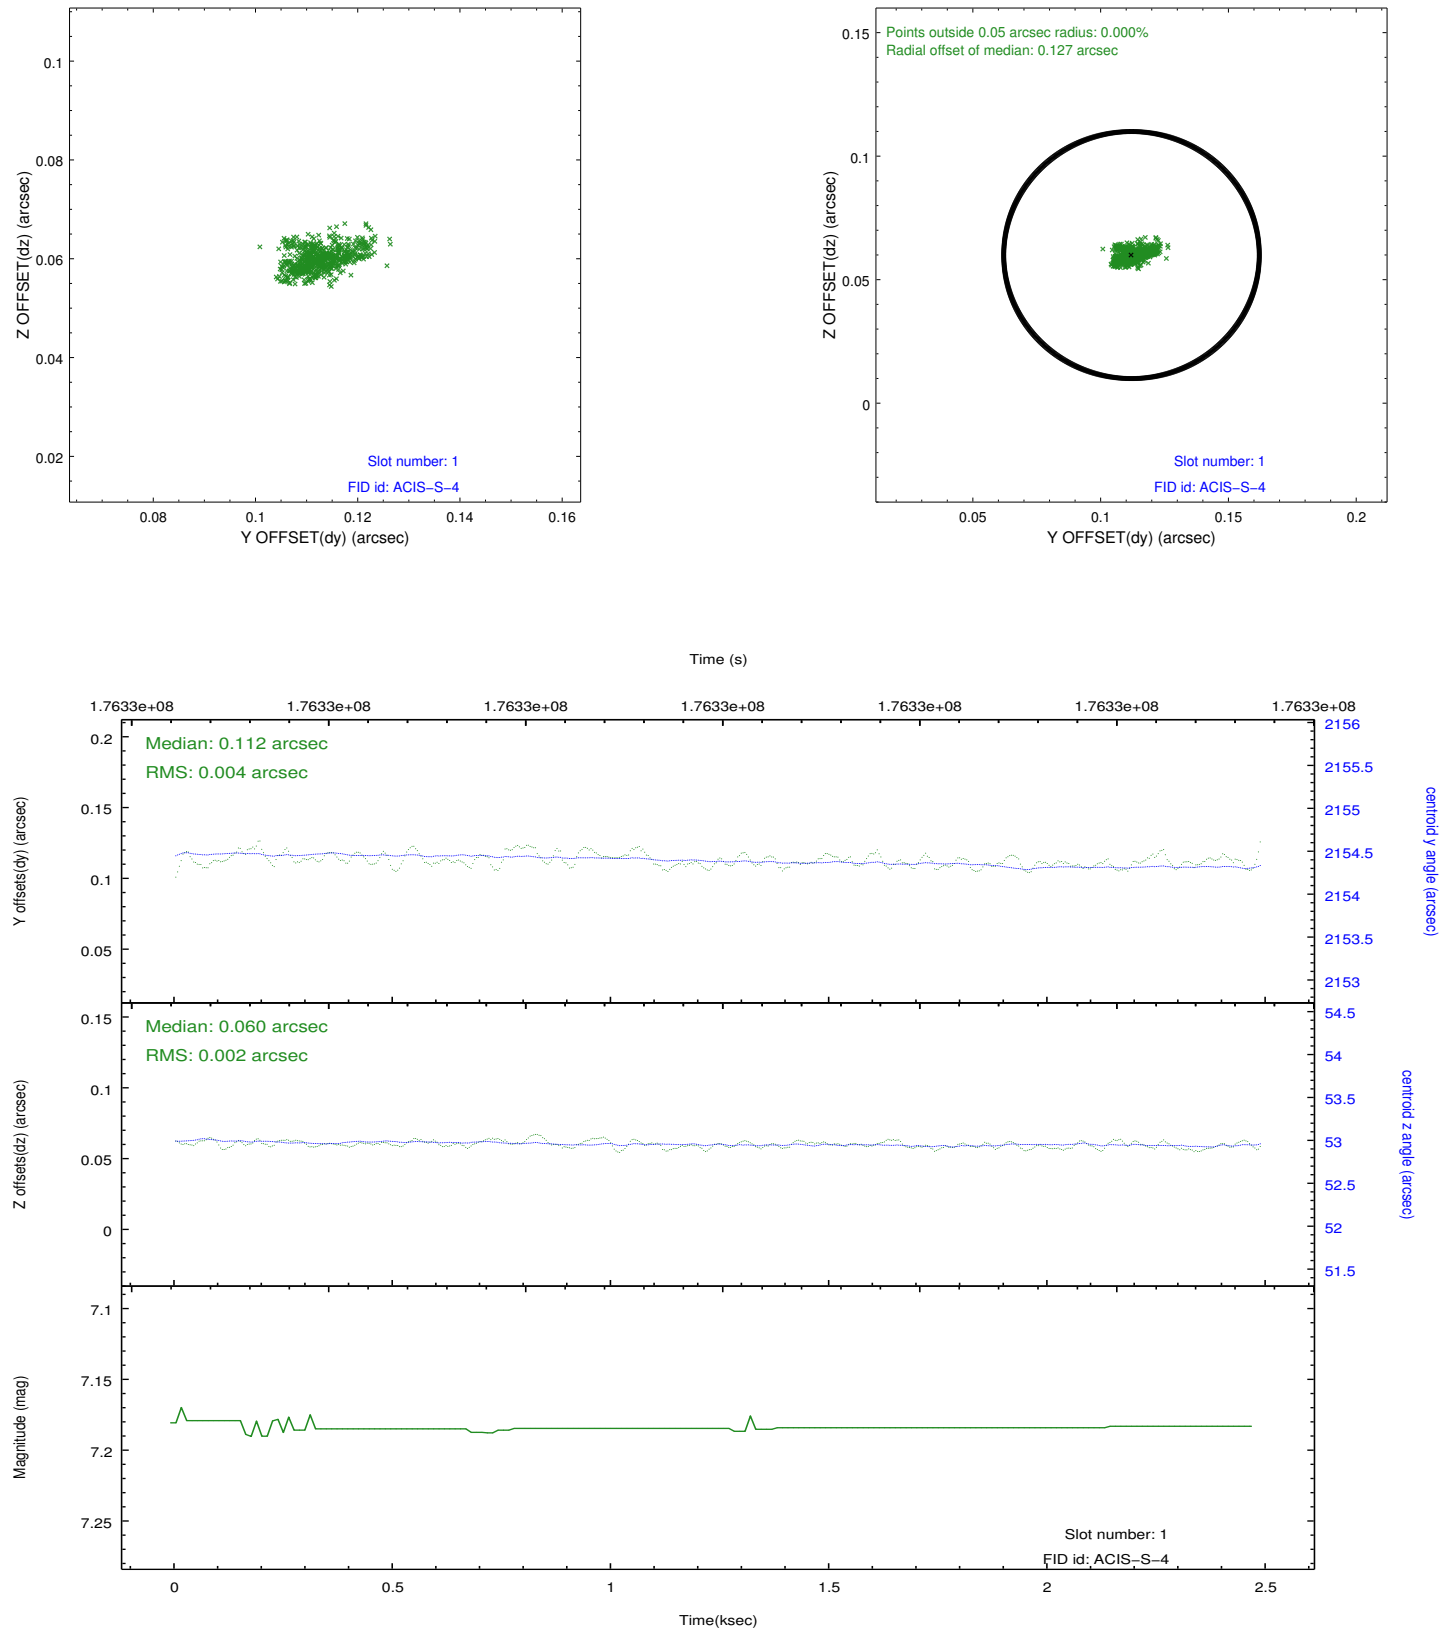 0.1
0.08
0.06
0.04
0.02
Z OFFSET(dz) (arcsec)
Slot number: 1
FID id: ACIS-S-4
0.08
0.1
0.12
0.14
0.16
Y OFFSET(dy) (arcsec)
Points outside 0.05 arcsec radius: 0.000%
Radial offset of median: 0.127 arcsec
0.15
0.1
0.05
0
Z OFFSET(dz) (arcsec)
Slot number: 1
FID id: ACIS-S-4
0.05
0.1
0.15
0.2
Y OFFSET(dy) (arcsec)
Time (s)
1.7633e+08
1.7633e+08
1.7633e+08
1.7633e+08
1.7633e+08
1.7633e+08
1.7633e+08
Median: 0.112 arcsec
RMS: 0.004 arcsec
0.2
0.15
0.1
0.05
Y offsets(dy) (arcsec)
2156
2155.5
2155
2154.5
2154
2153.5
2153
centroid y angle (arcsec)
Median: 0.060 arcsec
RMS: 0.002 arcsec
0.15
0.1
0.05
0
Z offsets(dz) (arcsec)
54.5
54
53.5
53
52.5
52
51.5
centroid z angle (arcsec)
7.1
7.15
7.2
7.25
Magnitude (mag)
Slot number: 1
FID id: ACIS-S-4
0
0.5
1
1.5
2
2.5
Time(ksec)